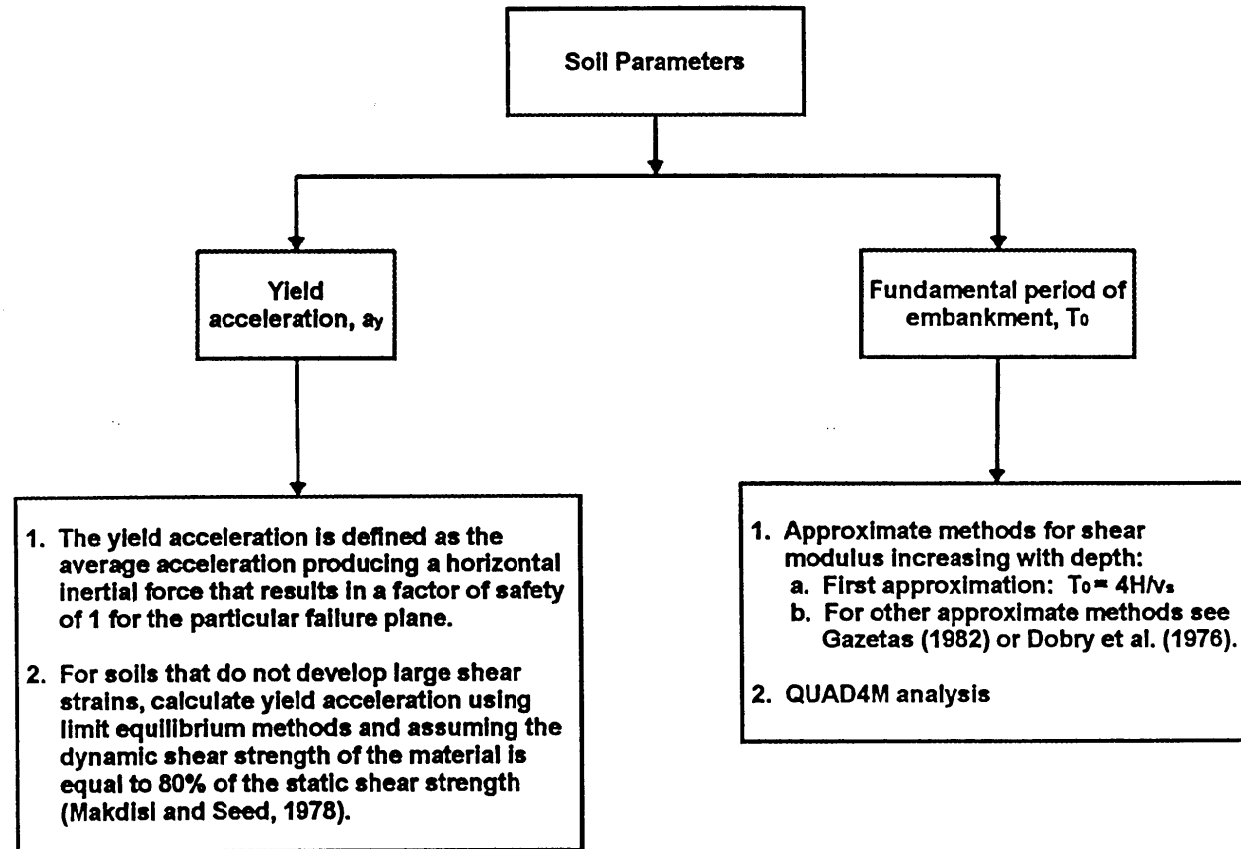 Soil Parameters
Yield
acceleration, ay
Fundamental period of
embankment, T0
1. The yield acceleration is defined as the
average acceleration producing a horizontal
inertial force that results in a factor of safety
of 1 for the particular failure plane.
2. For soils that do not develop large shear
strains, calculate yield acceleration using
limit equilibrium methods and assuming the
dynamic shear strength of the material is
equal to 80% of the static shear strength
(Makdisi and Seed, 1978).
1. Approximate methods for shear
modulus increasing with depth:
a. First approximation: T0 = 4H/vs
b. For other approximate methods see
Gazetas (1982) or Dobry et al. (1976).
2. QUAD4M analysis